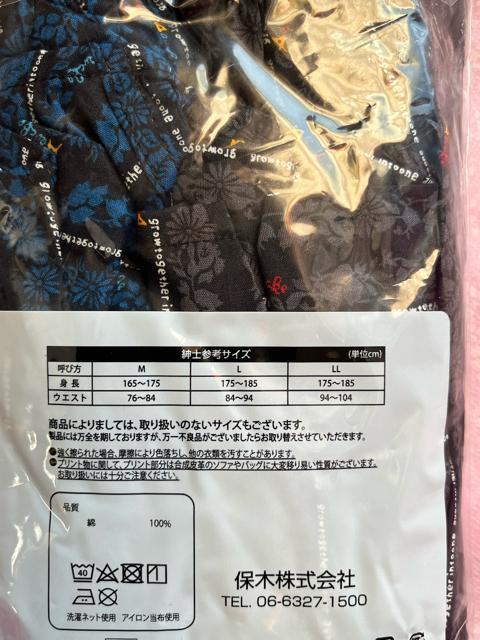 growtogetherintoone
growtogether
growtogetherin
紳士参考サイズ (単位cm)
呼び方 M L LL
身長 165〜175 175〜185 175〜185
ウエスト 76〜84 84〜94 94〜104
商品によりましては、取り扱いのないサイズもございます。
製品には万全を期しておりますが、万一不良品がございましたらお取り替えさせていただきます。
●強く擦られた場合、摩擦により色落ちし、他の衣類を汚すことがあります。
●プリント物に関して、プリント部分は合成皮革のソファやバッグに大変移り易い性質がございます。
お取り扱いには十分ご注意ください。
品質
綿 100%
40
洗濯ネット使用 アイロン当布使用
保木株式会社
TEL. 06-6327-1500